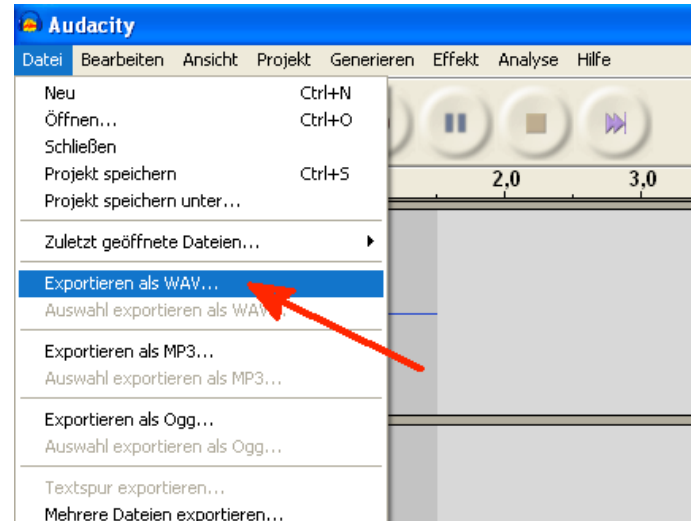 Audacity
Datei Bearbeiten Ansicht Projekt Generieren Effekt Analyse Hilfe
Neu Ctrl+N
Öffnen... Ctrl+O
Schließen
Projekt speichern Ctrl+S
Projekt speichern unter...
2,0 3,0
Zuletzt geöffnete Dateien...
Exportieren als WAV...
Auswahl exportieren als WAV...
Exportieren als MP3...
Auswahl exportieren als MP3...
Exportieren als Ogg...
Auswahl exportieren als Ogg...
Textspur exportieren...
Mehrere Dateien exportieren...